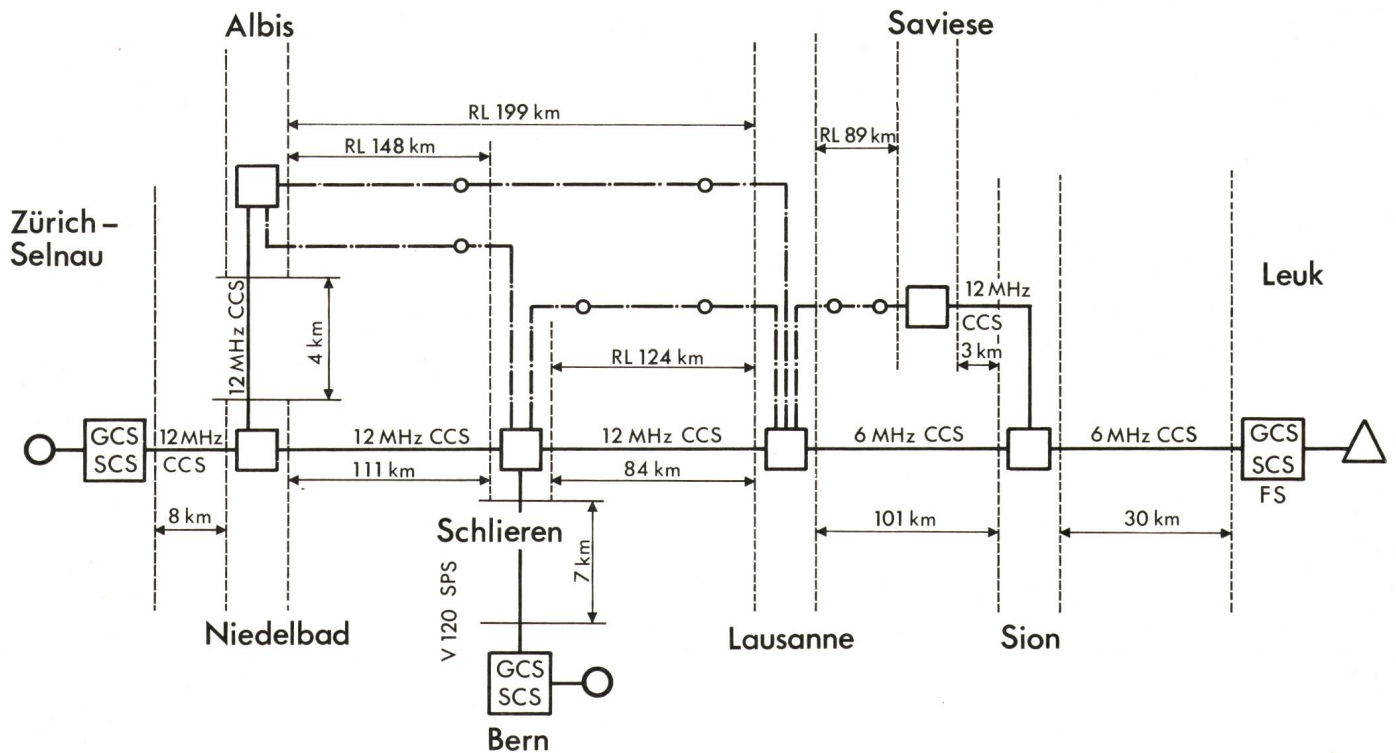 Albis
Saviese
RL 199 km
RL 148 km
RL 89 km
Zürich –
Selnau
Leuk
12 MHz
CCS
3 km
12 MHz CCS
4 km
RL 124 km
GCS
SCS
12 MHz
CCS
12 MHz CCS
12 MHz CCS
6 MHz CCS
6 MHz CCS
GCS
SCS
FS
111 km
84 km
8 km
101 km
30 km
Schlieren
7 km
V 120 SPS
Niedelbad
Lausanne
Sion
GCS
SCS
Bern